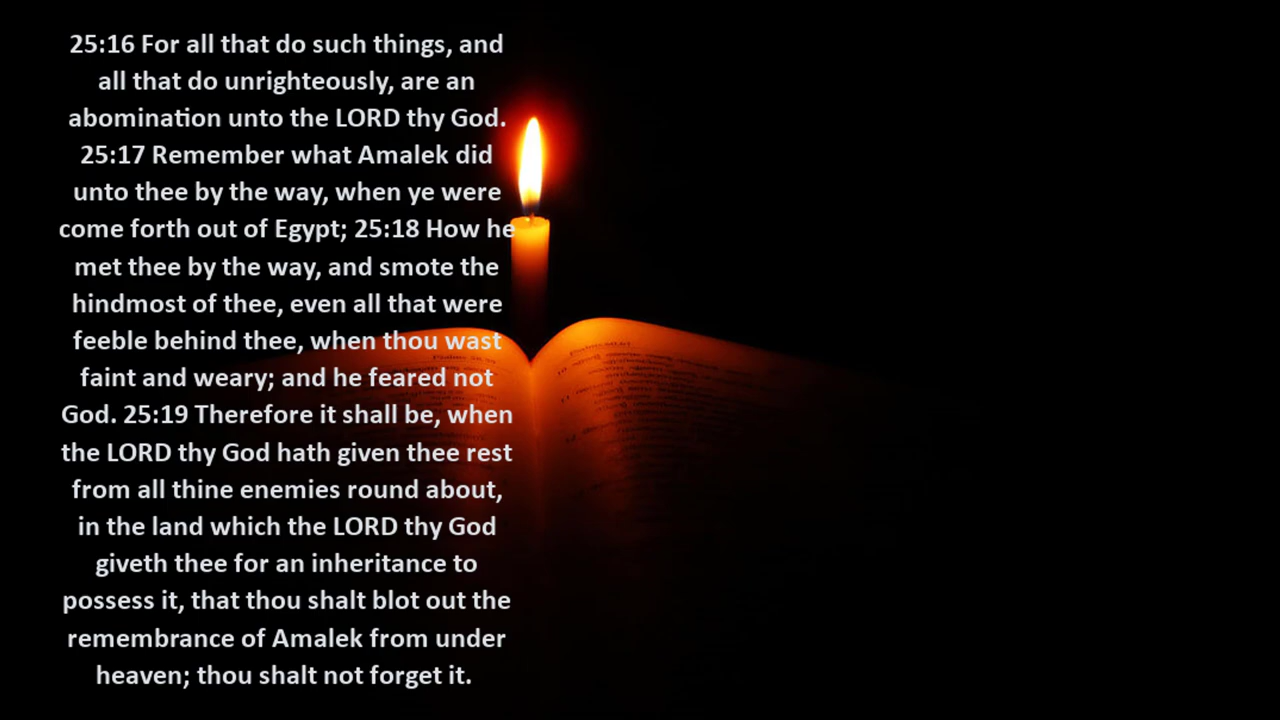 25:16 For all that do such things, and
all that do unrighteously, are an
abomination unto the LORD thy God.
25:17 Remember what Amalek did
unto thee by the way, when ye were
come forth out of Egypt; 25:18 How he
met thee by the way, and smote the
hindmost of thee, even all that were
feeble behind thee, when thou wast
faint and weary; and he feared not
God. 25:19 Therefore it shall be, when
the LORD thy God hath given thee rest
from all thine enemies round about,
in the land which the LORD thy God
giveth thee for an inheritance to
possess it, that thou shalt blot out the
remembrance of Amalek from under
heaven; thou shalt not forget it.